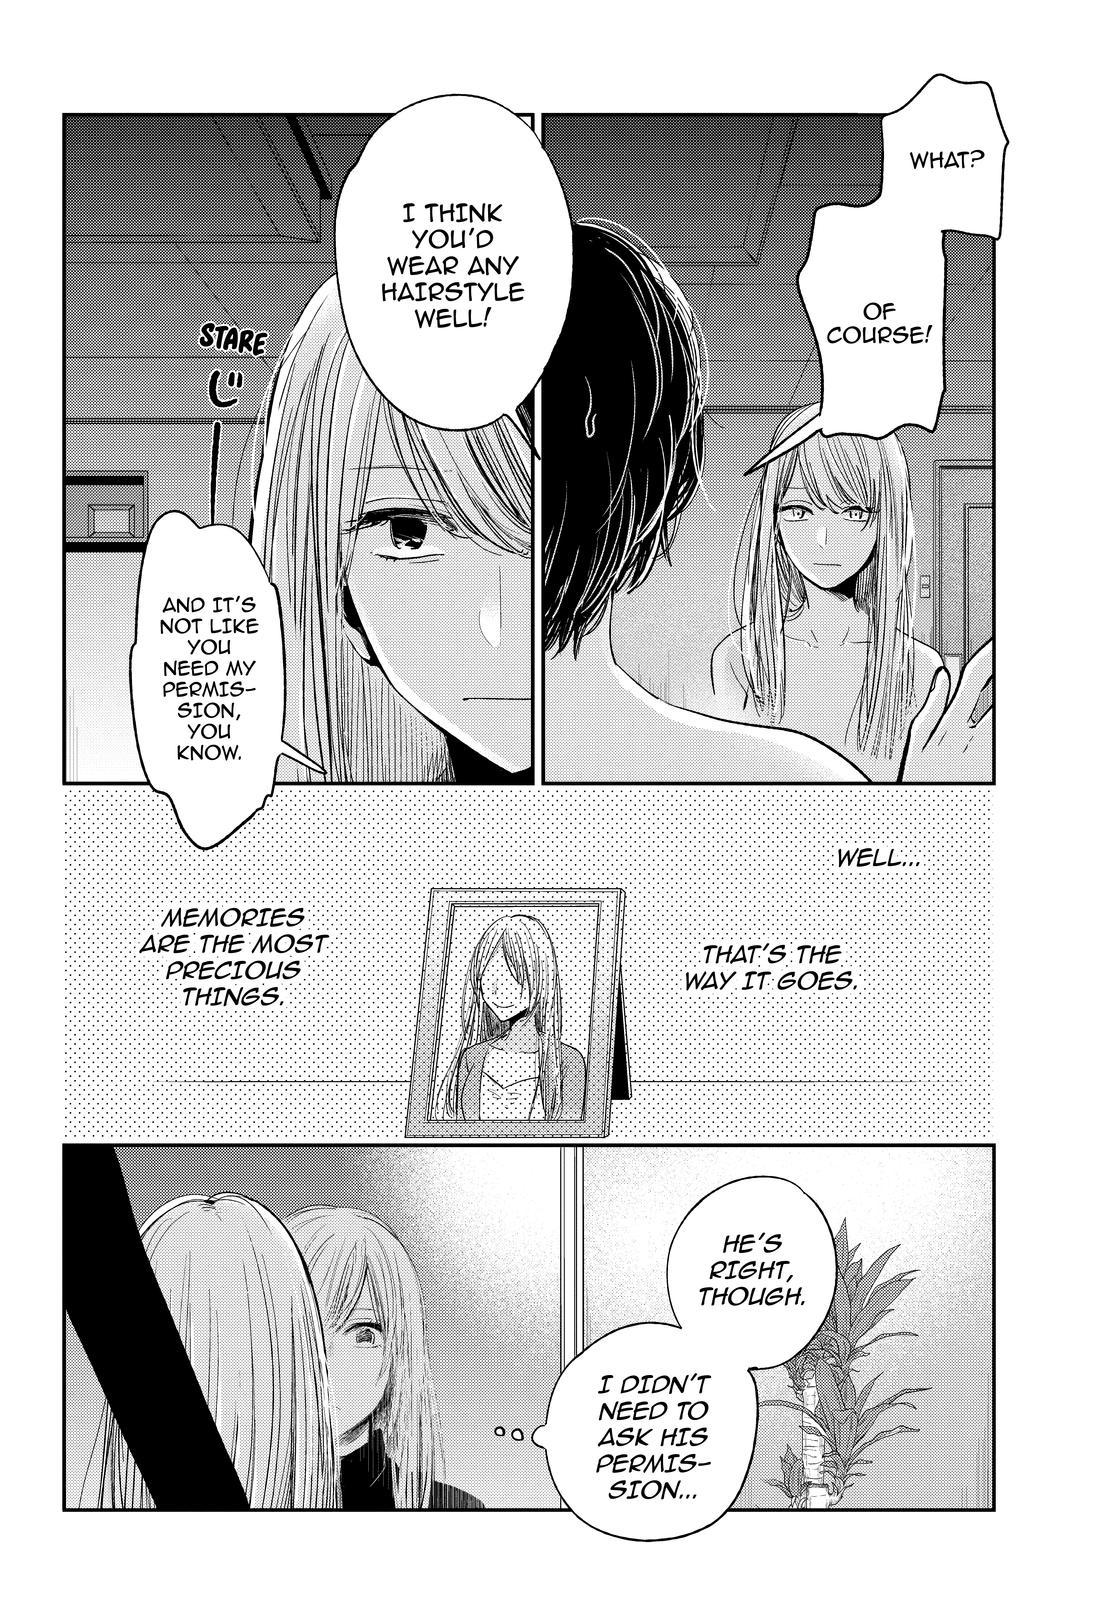 WHAT?
OF
COURSE!
I THINK
YOU'D
WEAR ANY
HAIRSTYLE
WELL!
STARE
じーっ
AND IT'S
NOT LIKE
YOU
NEED MY
PERMIS-
SION,
YOU
KNOW.
WELL...
THAT'S THE
WAY IT GOES.
MEMORIES
ARE THE MOST
PRECIOUS
THINGS.
HE'S
RIGHT,
THOUGH.
I DIDN'T
NEED TO
ASK HIS
PERMIS-
SION...